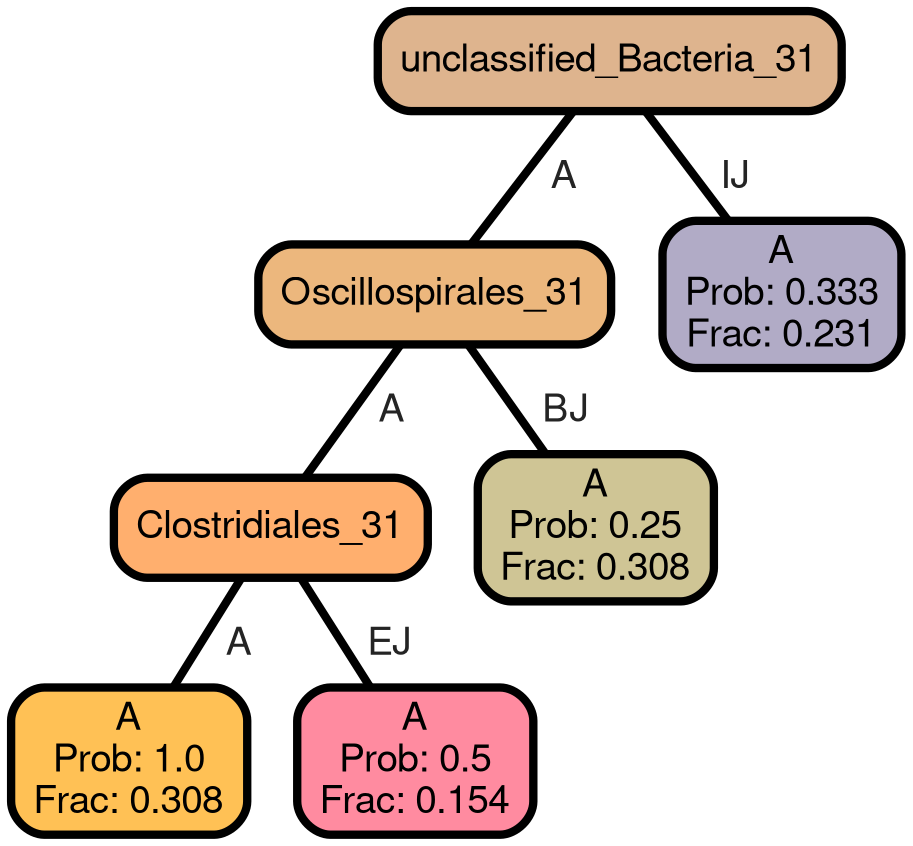 unclassified_Bacteria_31
A
IJ
A
Prob: 0.333
Frac: 0.231
Oscillospirales_31
A
BJ
A
Prob: 0.25
Frac: 0.308
Clostridiales_31
A
EJ
A
Prob: 1.0
Frac: 0.308
A
Prob: 0.5
Frac: 0.154